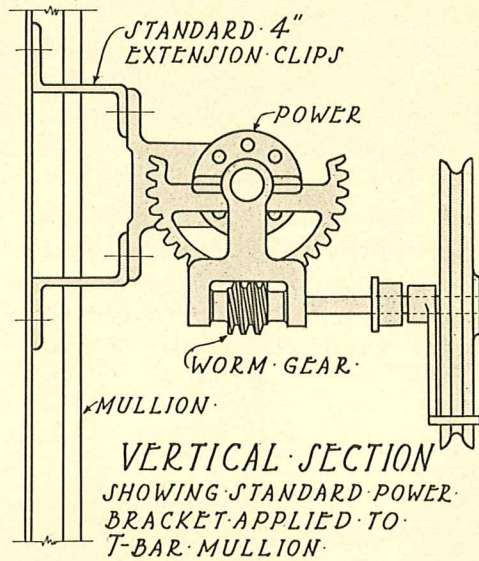 STANDARD·4"
EXTENSION CLIPS
POWER
WORM·GEAR·
MULLION·
VERTICAL·SECTION
SHOWING·STANDARD POWER·
BRACKET·APPLIED·TO·
T-BAR·MULLION·